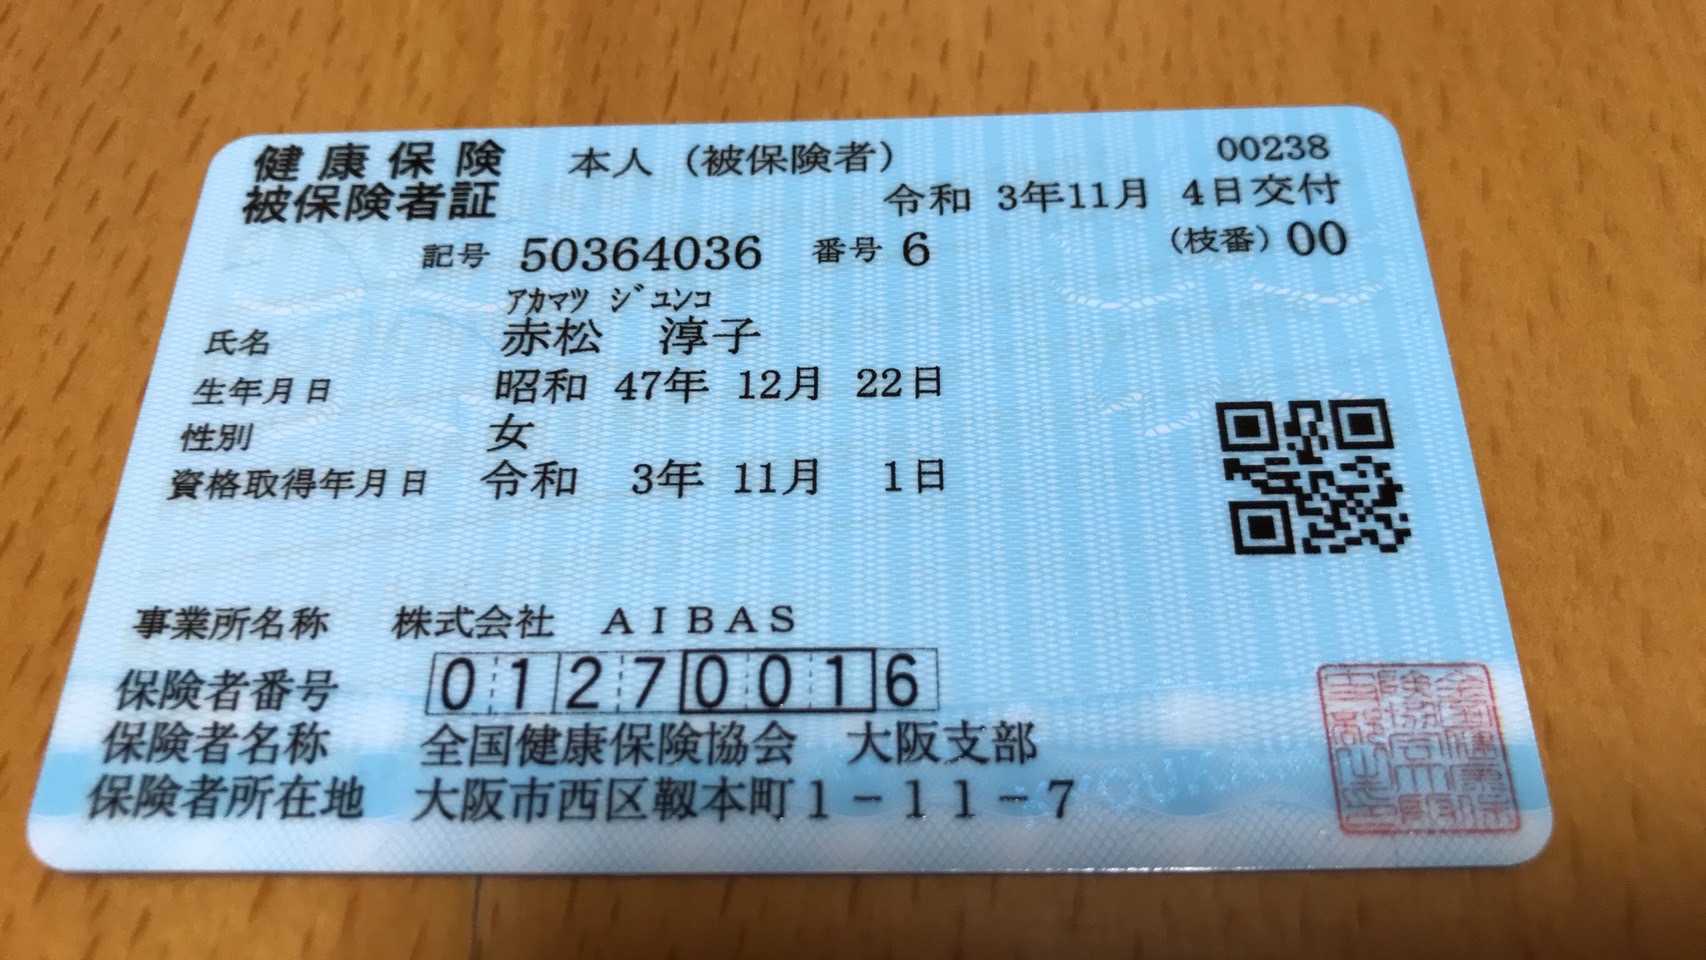 健康保険 本人（被保険者） 00238
被保険者証 令和 3年11月 4日交付
記号 50364036 番号 6 （枝番）00
ｱｶﾏﾂ ｼﾞﾕﾝｺ
氏名 赤松 淳子
生年月日 昭和 47年 12月 22日
性別 女
資格取得年月日 令和 3年 11月 1日
事業所名称 株式会社 ＡＩＢＡＳ
保険者番号 01270016
保険者名称 全国健康保険協会 大阪支部
保険者所在地 大阪市西区靱本町１－１１－７